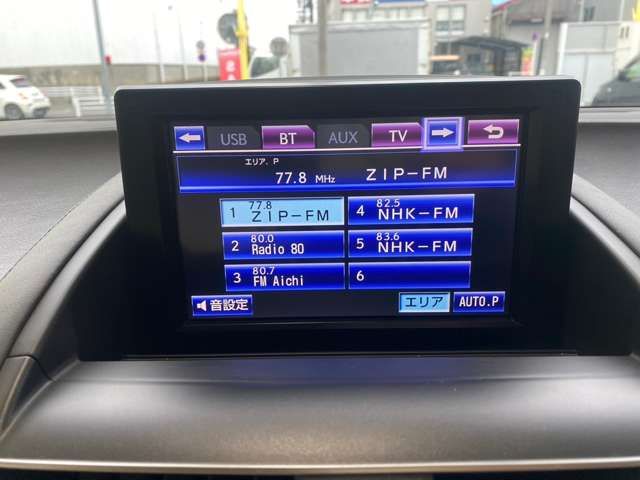 USB BT AUX TV
エリア.P
77.8 MHz ZIP-FM
1 77.8 ZIP-FM
4 82.5 NHK-FM
2 80.0 Radio 80
5 83.6 NHK-FM
3 80.7 FM Aichi
6
音設定 エリア AUTO.P